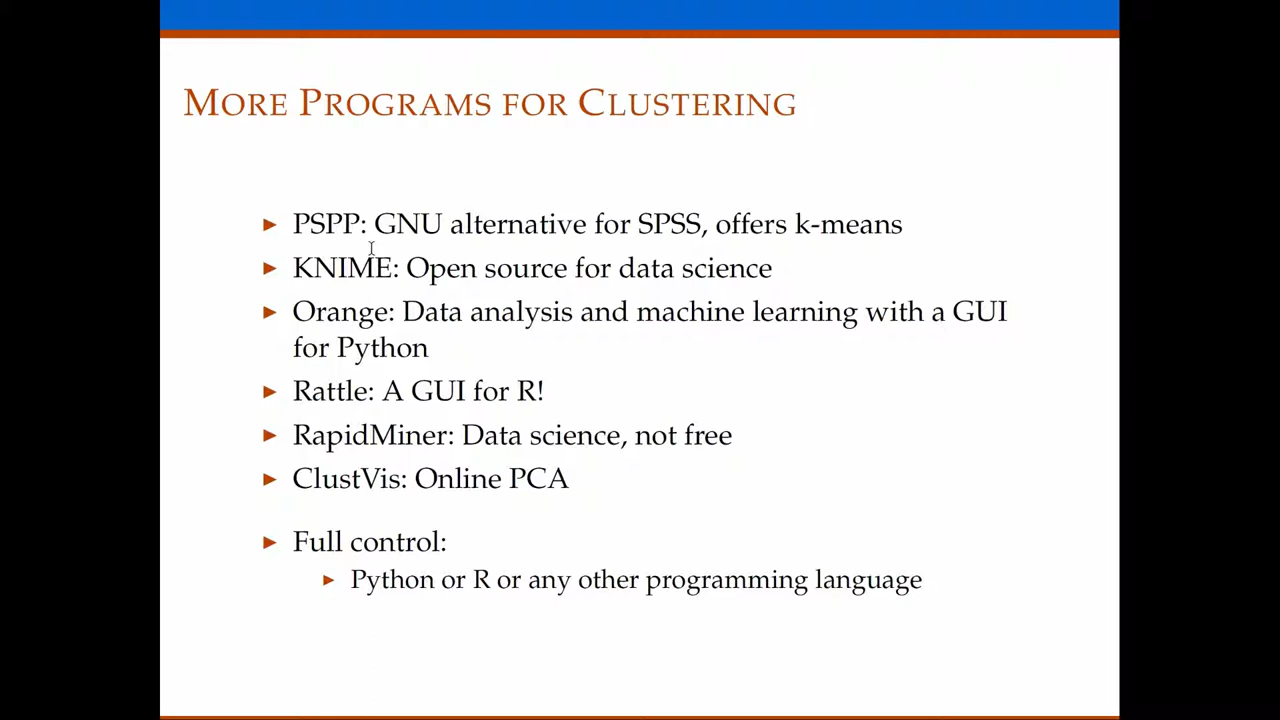 MORE PROGRAMS FOR CLUSTERING
► PSPP: GNU alternative for SPSS, offers k-means
► KNIME: Open source for data science
► Orange: Data analysis and machine learning with a GUI
for Python
► Rattle: A GUI for R!
► RapidMiner: Data science, not free
► ClustVis: Online PCA
► Full control:
► Python or R or any other programming language